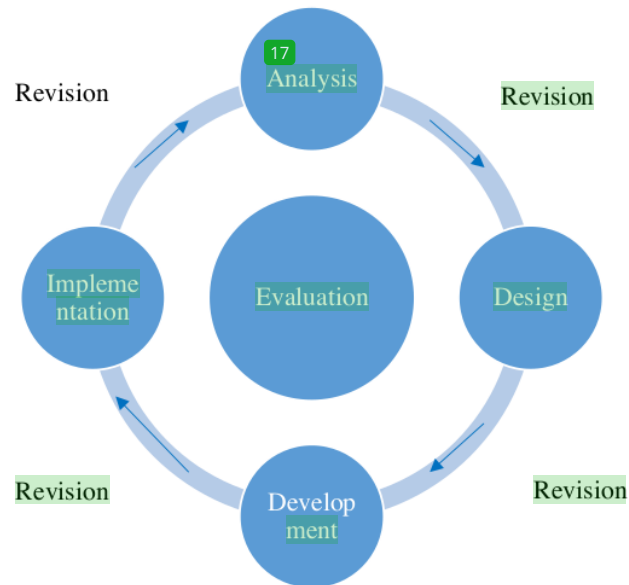 17
Analysis
Revision
Revision
Impleme
ntation
Evaluation
Design
Develop
ment
Revision
Revision